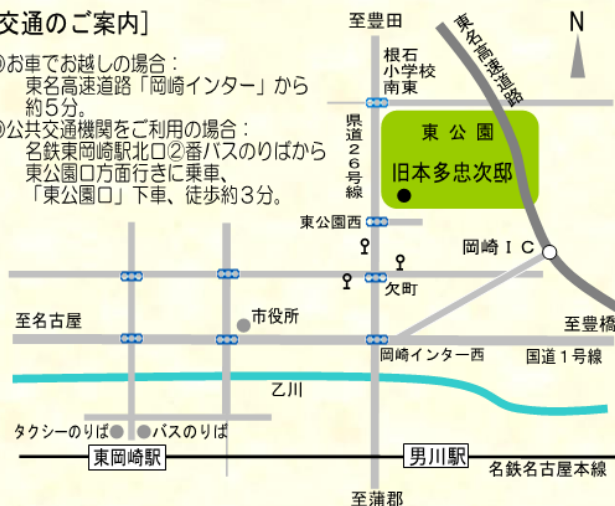 交通のご案内]
お車でお越しの場合：
東名高速道路「岡崎インター」から
約5分。
公共交通機関をご利用の場合：
名鉄東岡崎駅北口②番バスのりばから
東公園口方面行きに乗車、
「東公園口」下車、徒歩約3分。
至豊田
根石
小学校
南東
東名高速道路
N
県道26号線
東公園
旧本多忠次邸
東公園西
岡崎IC
欠町
至名古屋
市役所
至豊橋
岡崎インター西
国道1号線
乙川
タクシーのりば
バスのりば
東岡崎駅
男川駅
名鉄名古屋本線
至蒲郡